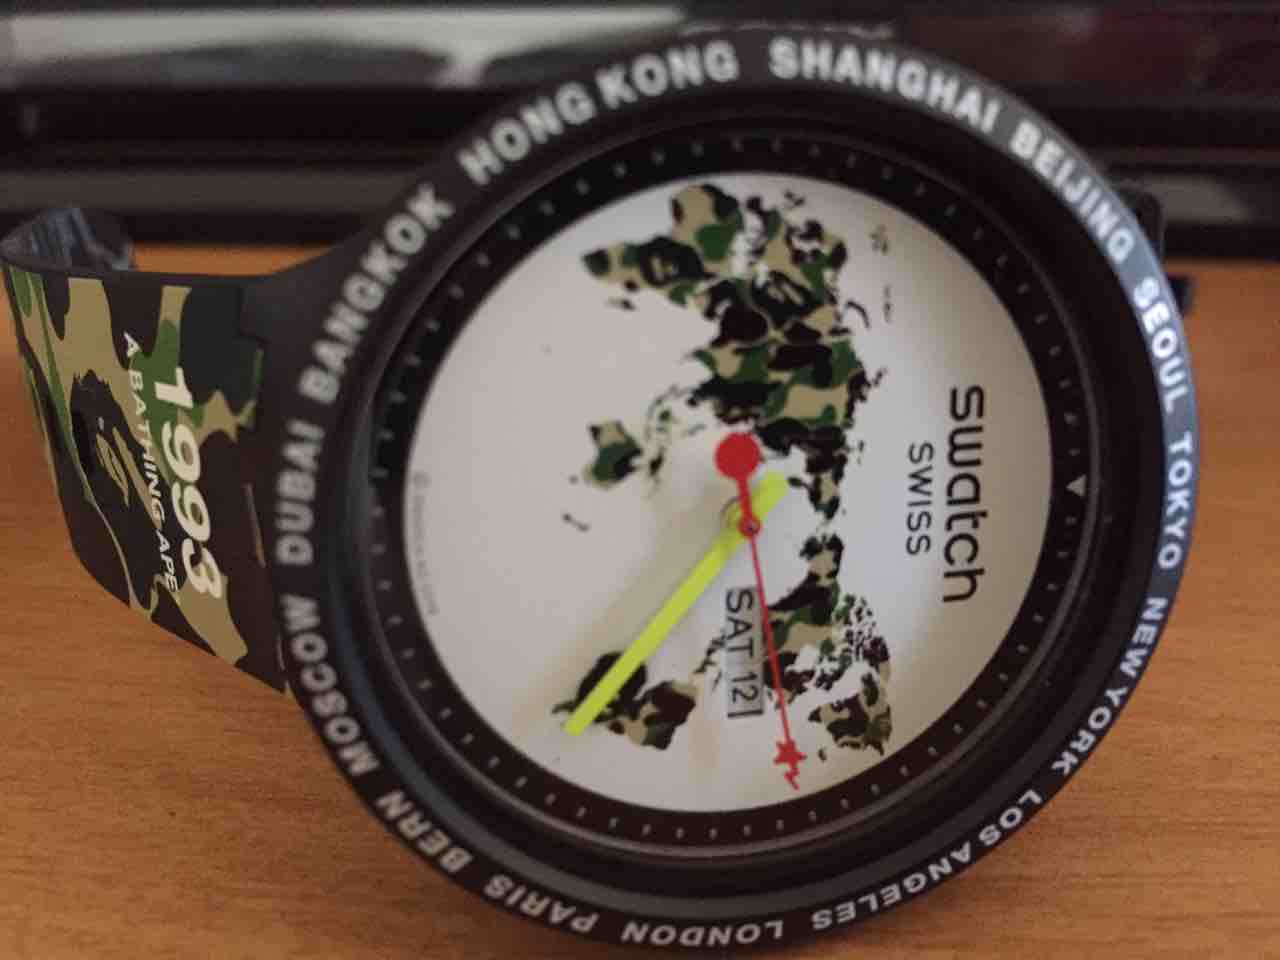 HONG KONG SHANGHAI BEIJING SEOUL TOKYO NEW YORK LOS ANGELES LONDON PARIS BERN MOSCOW DUBAI BANGKOK
swatch
SWISS
SAT 12
1993
A BATHING APE